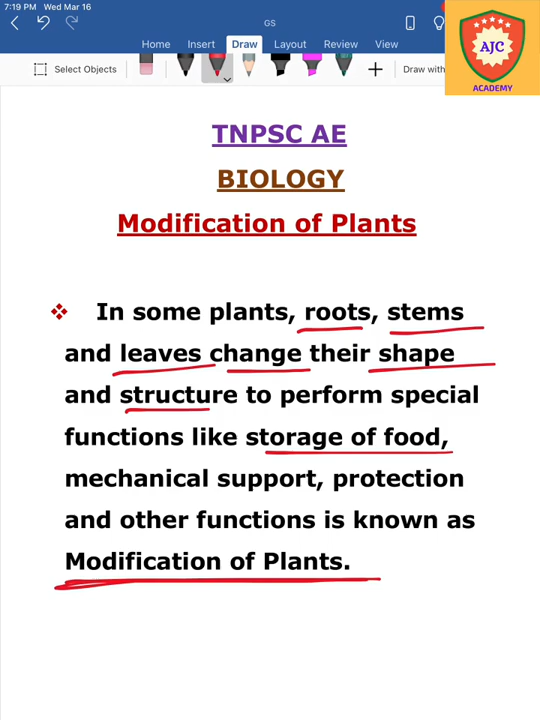 7:19 PM Wed Mar 16
GS
Home Insert Draw Layout Review View
Select Objects
Draw with
AJC
ACADEMY
TNPSC AE
BIOLOGY
Modification of Plants
❖ In some plants, roots, stems
and leaves change their shape
and structure to perform special
functions like storage of food,
mechanical support, protection
and other functions is known as
Modification of Plants.